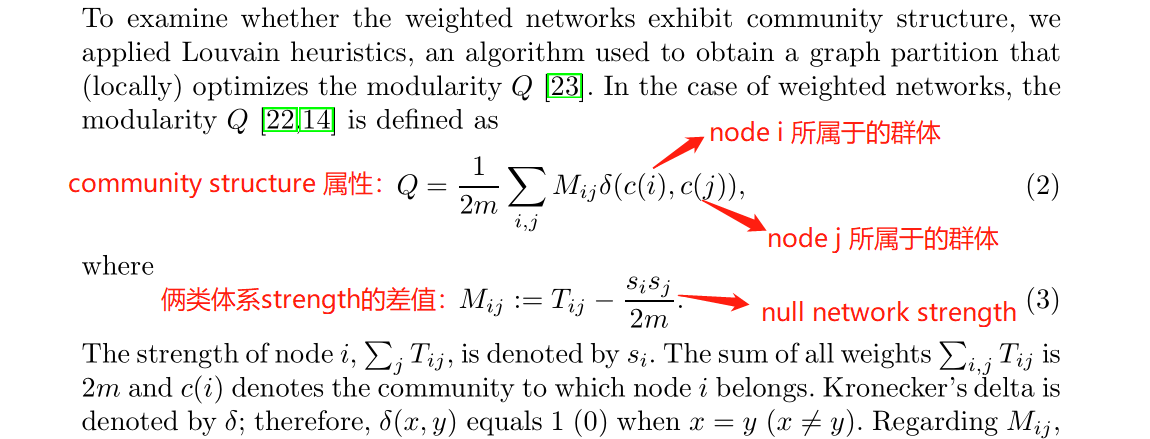 To examine whether the weighted networks exhibit community structure, we
applied Louvain heuristics, an algorithm used to obtain a graph partition that
(locally) optimizes the modularity Q [23]. In the case of weighted networks, the
modularity Q [22,14] is defined as
node i 所属于的群体
community structure 属性：Q = \frac{1}{2m} \sum_{i,j} M_{ij} δ(c(i), c(j)), (2)
node j 所属于的群体
where
俩类体系strength的差值：M_{ij} := T_{ij} − \frac{s_i s_j}{2m}. (3)
null network strength
The strength of node i, \sum_j T_{ij}, is denoted by s_i. The sum of all weights \sum_{i,j} T_{ij} is
2m and c(i) denotes the community to which node i belongs. Kronecker's delta is
denoted by δ; therefore, δ(x, y) equals 1 (0) when x = y (x ≠ y). Regarding M_{ij},